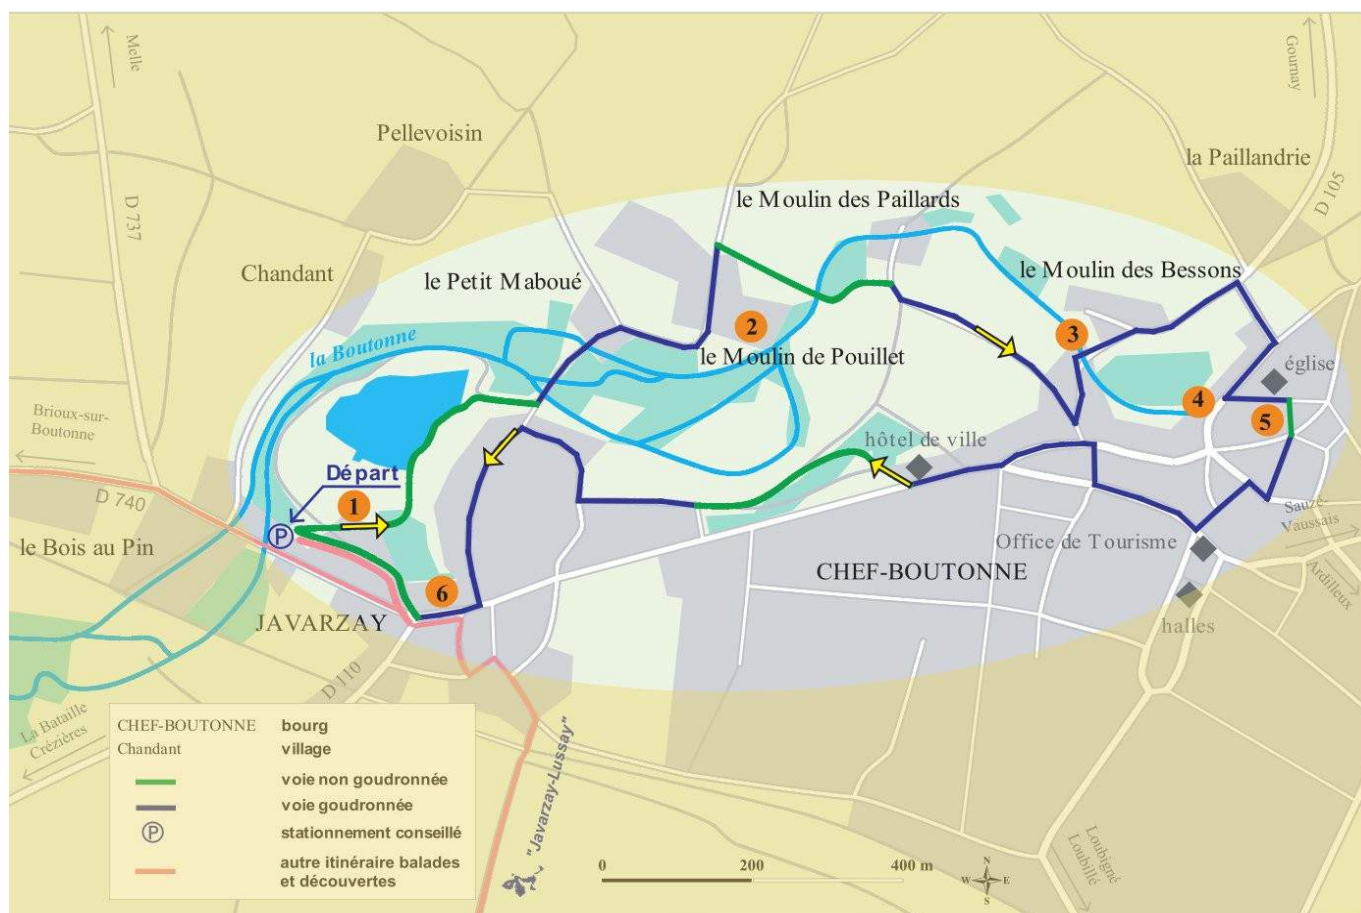 Melle
Gournay
Pellevoisin
la Paillandrie
D 737
D 105
le Moulin des Paillards
Chandant
le Petit Maboué
le Moulin des Bessons
2
3
la Boutonne
le Moulin de Pouillet
église
Brioux-sur-
Boutonne
4
5
hôtel de ville
Départ
D 740
1
P
Sauzé-
Vaussais
le Bois au Pin
Office de Tourisme
CHEF-BOUTONNE
Ardilleux
6
JAVARZAY
halles
D 110
La Bataille
Crézières
"Javarzay-Lussay"
CHEF-BOUTONNE bourg
Chandant village
voie non goudronnée
voie goudronnée
P stationnement conseillé
autre itinéraire balades
et découvertes
0 200 400 m
N
W E
S
Loubigné
Loubillé